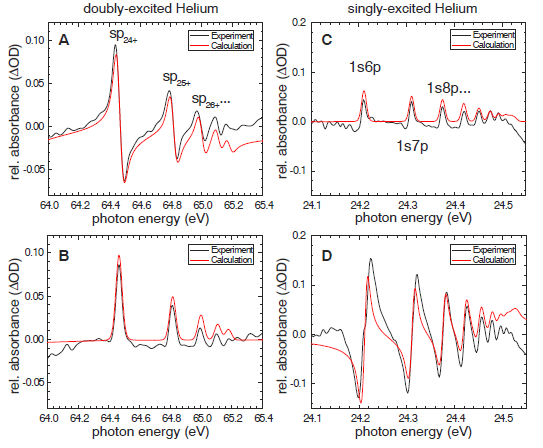 doubly-excited Helium
singly-excited Helium
A
sp24+
sp25+
sp26+...
Experiment
Calculation
0.10
0.05
0.00
-0.05
rel. absorbance (ΔOD)
64.0 64.2 64.4 64.6 64.8 65.0 65.2 65.4
photon energy (eV)
C
1s6p
1s7p
1s8p...
Experiment
Calculation
0.2
0.1
0.0
-0.1
rel. absorbance (ΔOD)
24.1 24.2 24.3 24.4 24.5
photon energy (eV)
B
Experiment
Calculation
0.10
0.05
0.00
-0.05
rel. absorbance (ΔOD)
64.0 64.2 64.4 64.6 64.8 65.0 65.2 65.4
photon energy (eV)
D
Experiment
Calculation
0.2
0.1
0.0
-0.1
rel. absorbance (ΔOD)
24.1 24.2 24.3 24.4 24.5
photon energy (eV)